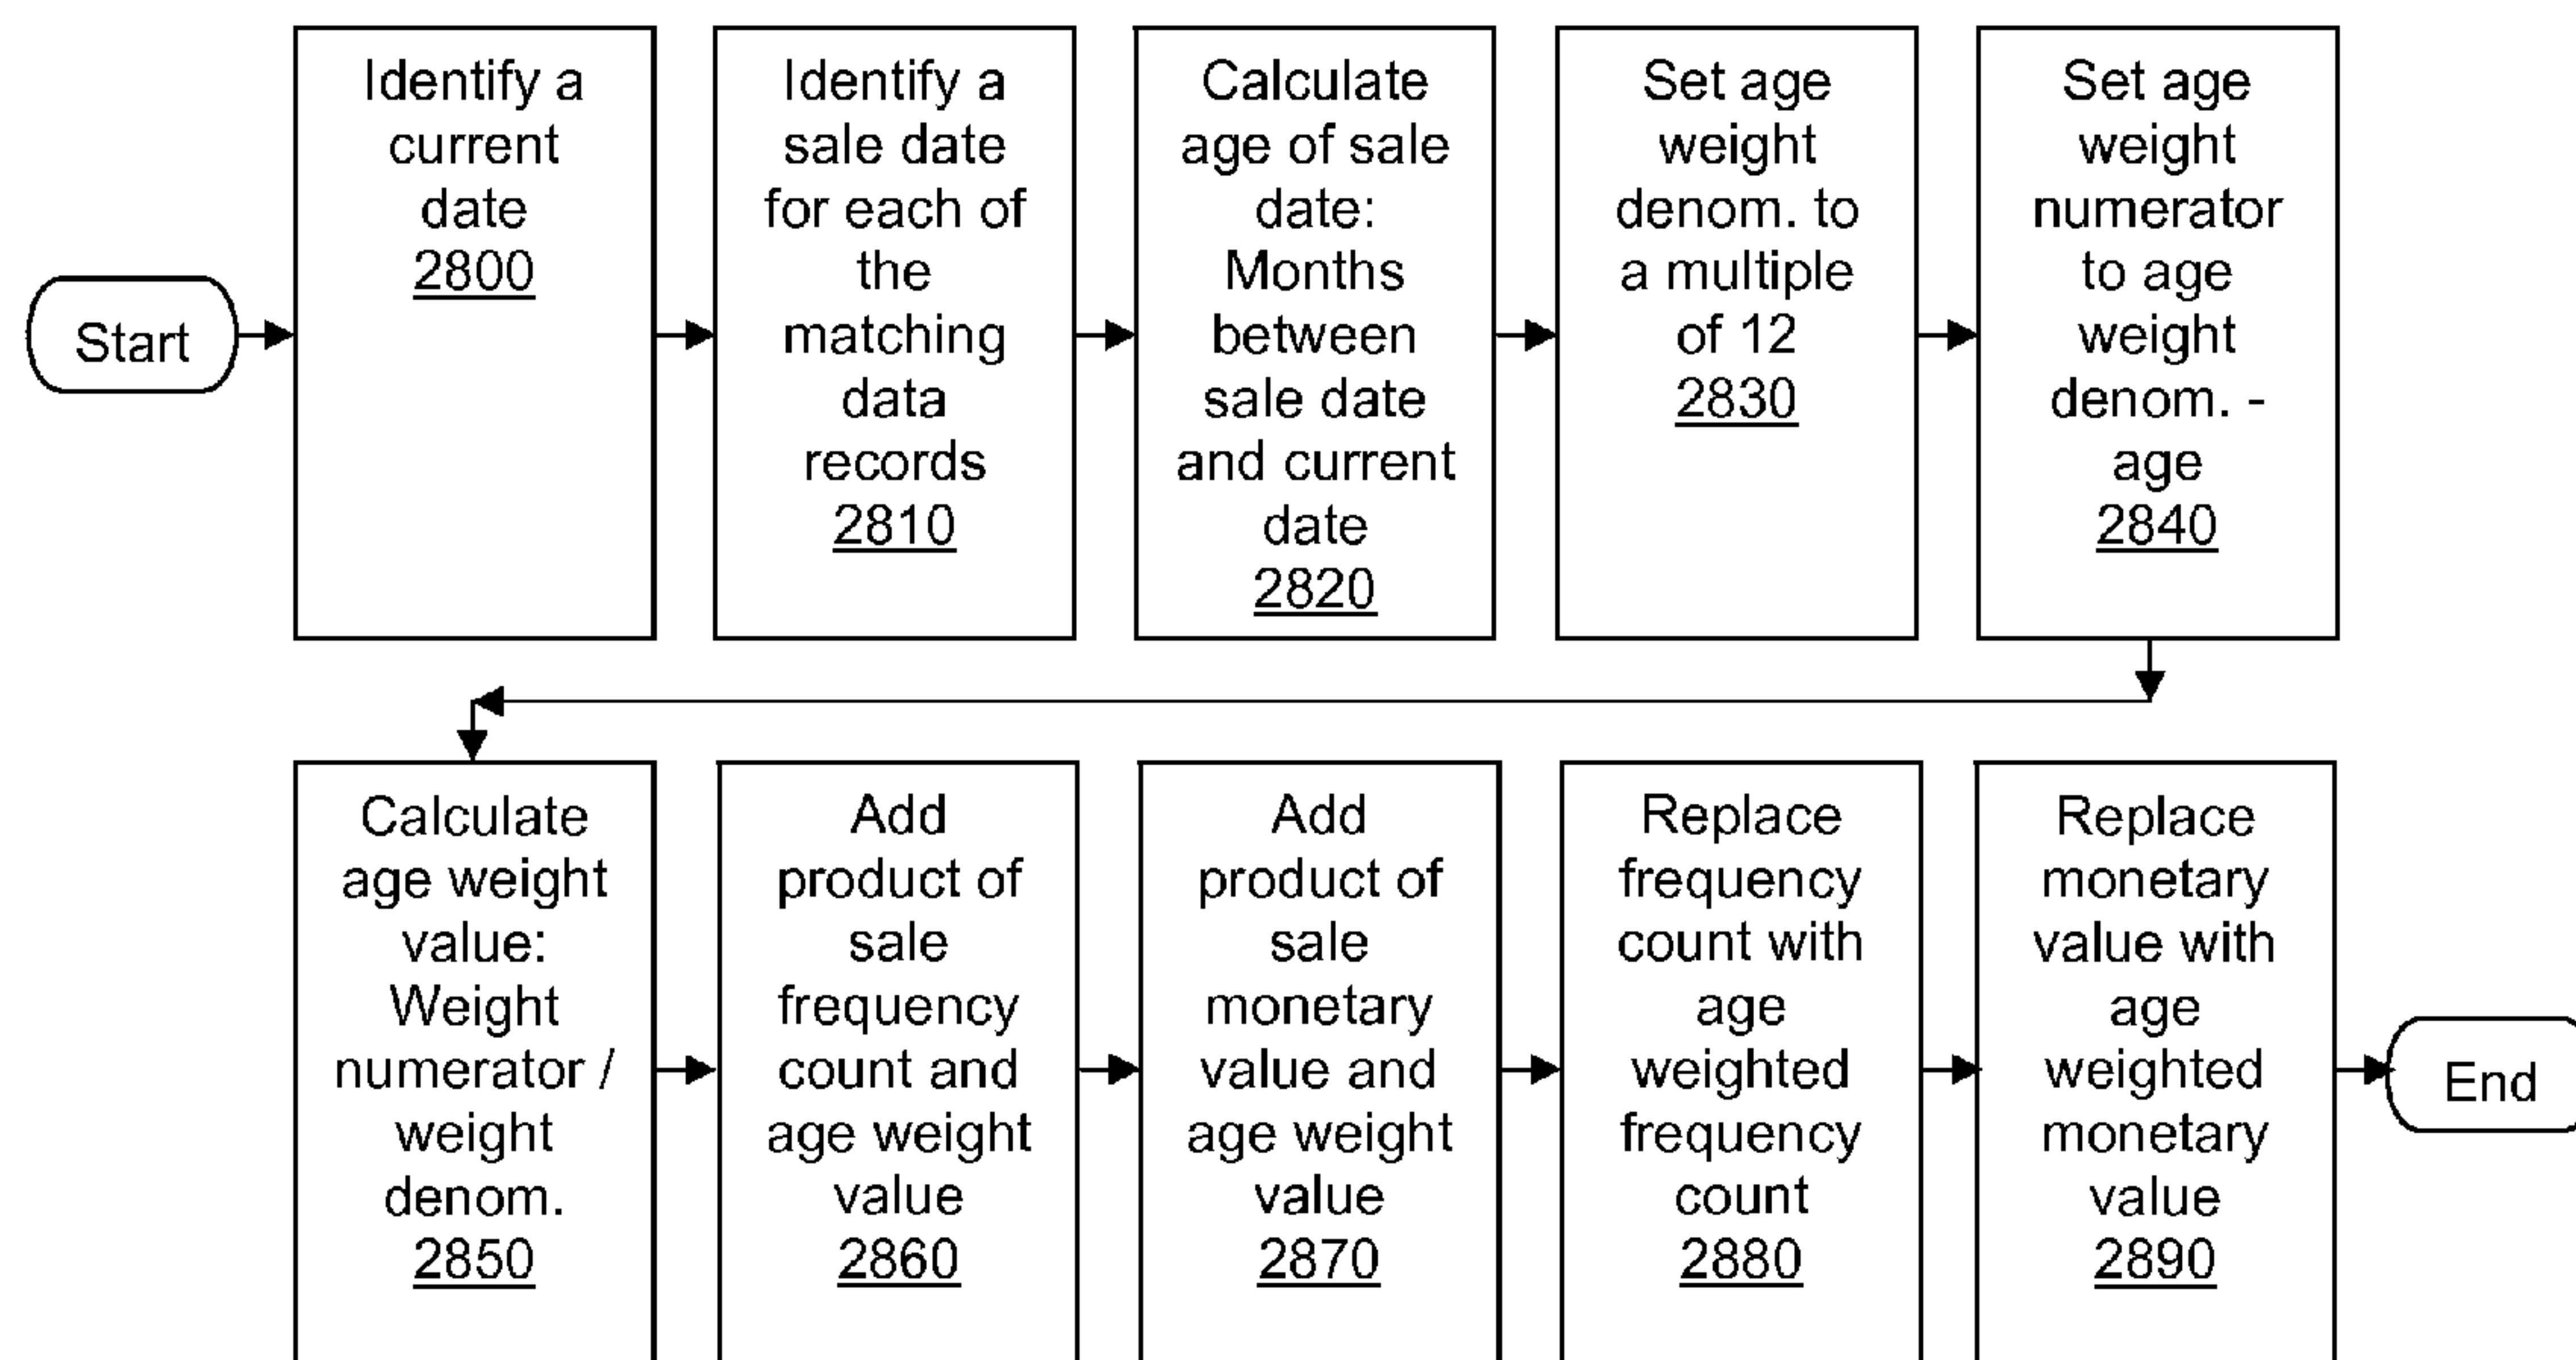 Start
Identify a
current
date
2800
Identify a
sale date
for each of
the
matching
data
records
2810
Calculate
age of sale
date:
Months
between
sale date
and current
date
2820
Set age
weight
denom. to
a multiple
of 12
2830
Set age
weight
numerator
to age
weight
denom. -
age
2840
Calculate
age weight
value:
Weight
numerator /
weight
denom.
2850
Add
product of
sale
frequency
count and
age weight
value
2860
Add
product of
sale
monetary
value and
age weight
value
2870
Replace
frequency
count with
age
weighted
frequency
count
2880
Replace
monetary
value with
age
weighted
monetary
value
2890
End